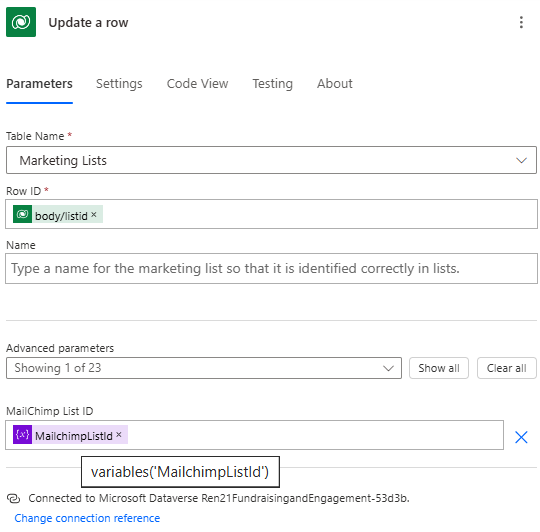 Update a row
Parameters Settings Code View Testing About
Table Name *
Marketing Lists
Row ID *
body/listid ×
Name
Type a name for the marketing list so that it is identified correctly in lists.
Advanced parameters
Showing 1 of 23 Show all Clear all
MailChimp List ID
{x} MailchimpListId ×
variables('MailchimpListId')
Connected to Microsoft Dataverse Ren21FundraisingandEngagement-53d3b.
Change connection reference